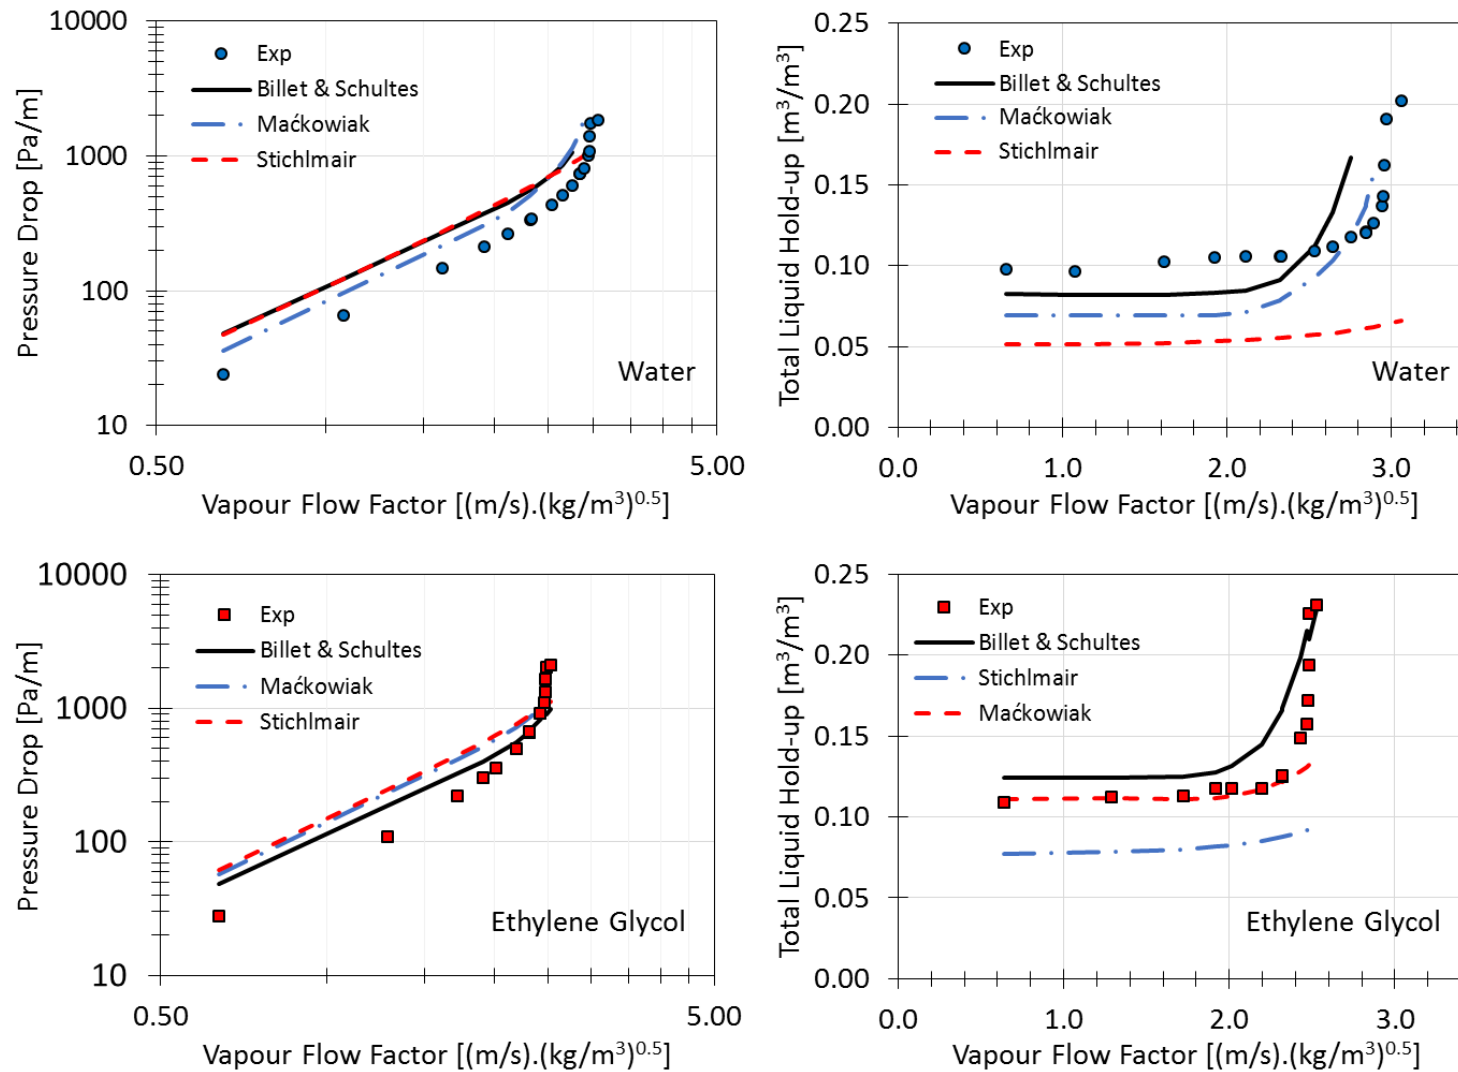 10000
1000
100
10
Pressure Drop [Pa/m]
Exp
Billet & Schultes
Maćkowiak
Stichlmair
Water
0.50
5.00
Vapour Flow Factor [(m/s).(kg/m³)⁰·⁵]
0.25
0.20
0.15
0.10
0.05
0.00
Total Liquid Hold-up [m³/m³]
Exp
Billet & Schultes
Maćkowiak
Stichlmair
Water
0.0
1.0
2.0
3.0
Vapour Flow Factor [(m/s).(kg/m³)⁰·⁵]
10000
1000
100
10
Pressure Drop [Pa/m]
Exp
Billet & Schultes
Maćkowiak
Stichlmair
Ethylene Glycol
0.50
5.00
Vapour Flow Factor [(m/s).(kg/m³)⁰·⁵]
0.25
0.20
0.15
0.10
0.05
0.00
Total Liquid Hold-up [m³/m³]
Exp
Billet & Schultes
Stichlmair
Maćkowiak
Ethylene Glycol
0.0
1.0
2.0
3.0
Vapour Flow Factor [(m/s).(kg/m³)⁰·⁵]